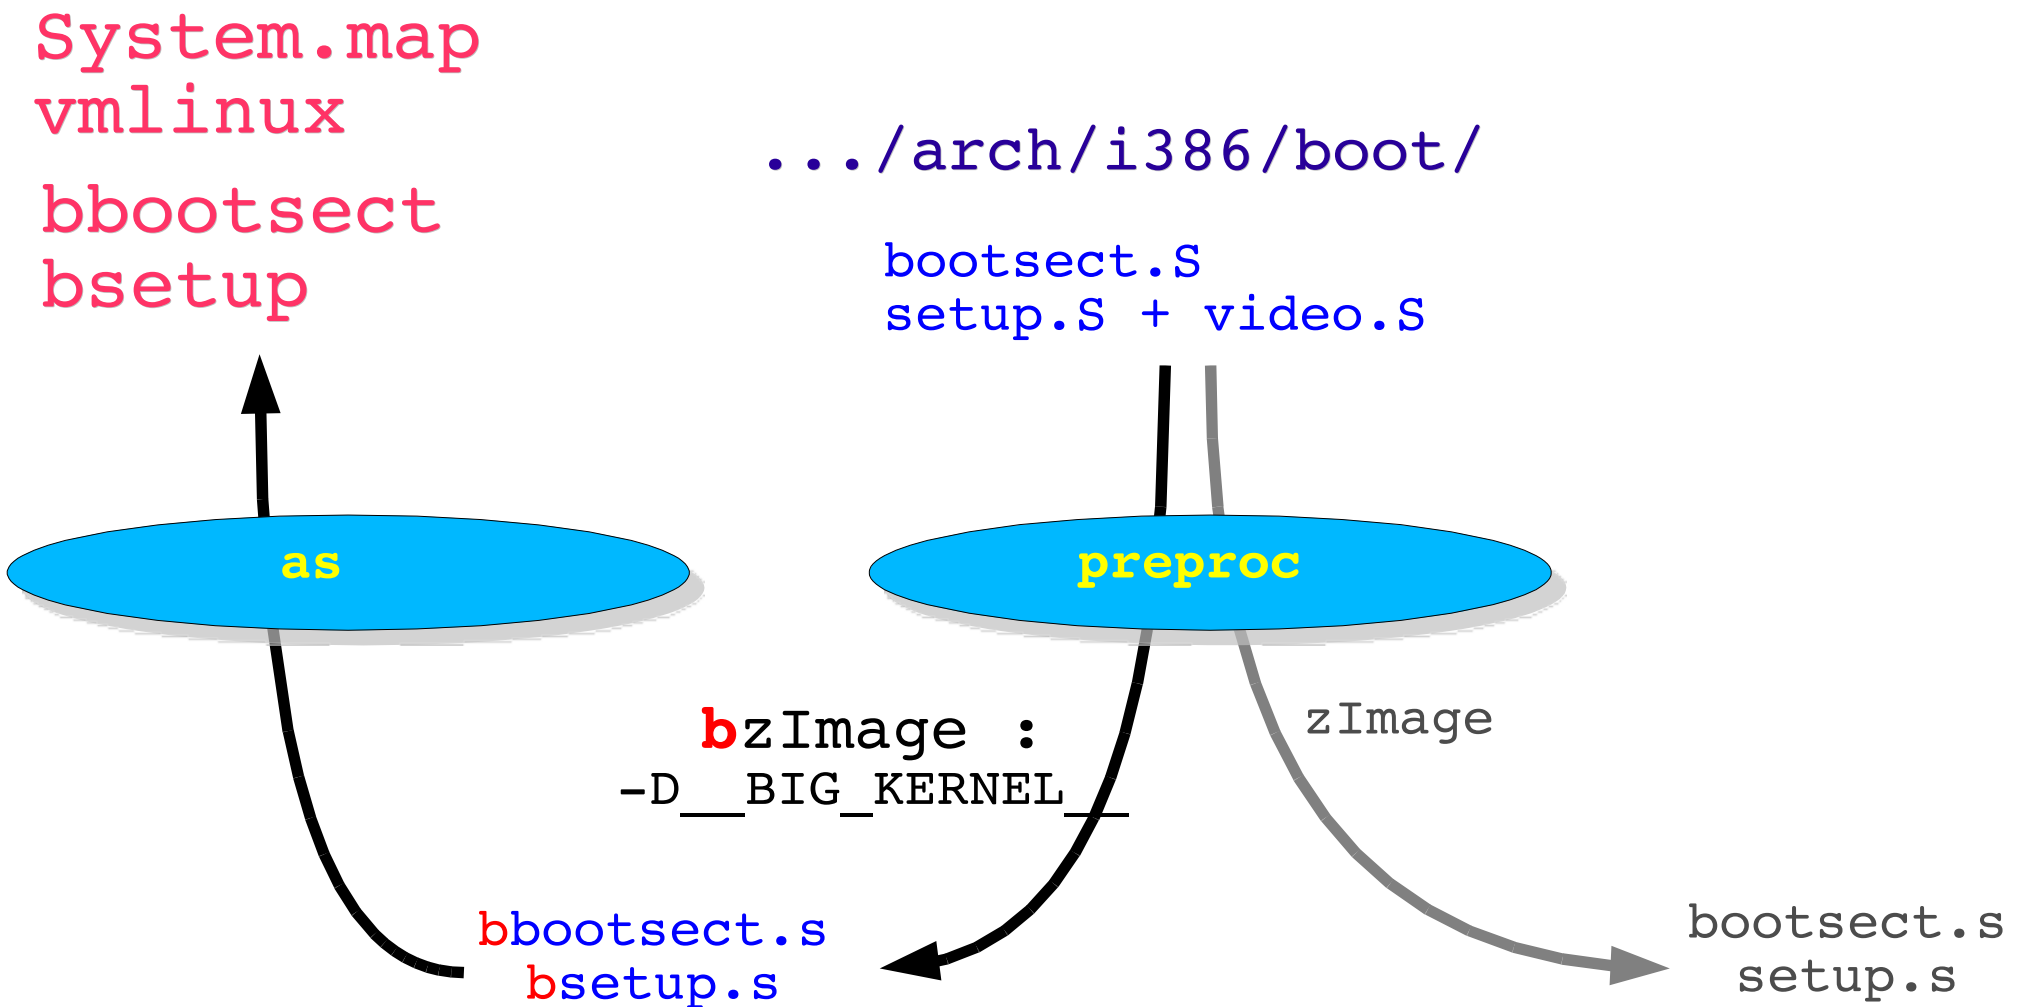 System.map
vmlinux
bbootsect
bsetup
.../arch/i386/boot/
bootsect.S
setup.S + video.S
as
preproc
bzImage :
-D__BIG_KERNEL__
zImage
bbootsect.s
bsetup.s
bootsect.s
setup.s